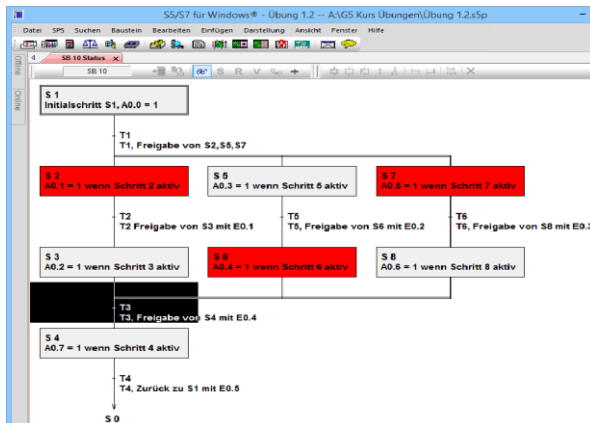 S5/S7 für Windows® - Übung 1.2 -- A:\G5 Kurs Übungen\Übung 1.2.s5p
Datei SPS Suchen Baustein Bearbeiten Einfügen Darstellung Ansicht Fenster Hilfe
SB 10 Status
SB 10
S R V
Offline
Online
S 1
Initialschritt S1, A0.0 = 1
T1
T1, Freigabe von S2,S5,S7
S 2
A0.1 = 1 wenn Schritt 2 aktiv
S 5
A0.3 = 1 wenn Schritt 5 aktiv
S 7
A0.5 = 1 wenn Schritt 7 aktiv
T2
T2 Freigabe von S3 mit E0.1
T5
T5, Freigabe von S6 mit E0.2
T6
T6, Freigabe von S8 mit E0.3
S 3
A0.2 = 1 wenn Schritt 3 aktiv
S 6
A0.4 = 1 wenn Schritt 6 aktiv
S 8
A0.6 = 1 wenn Schritt 8 aktiv
T3
T3, Freigabe von S4 mit E0.4
S 4
A0.7 = 1 wenn Schritt 4 aktiv
T4
T4, Zurück zu S1 mit E0.5
S 0